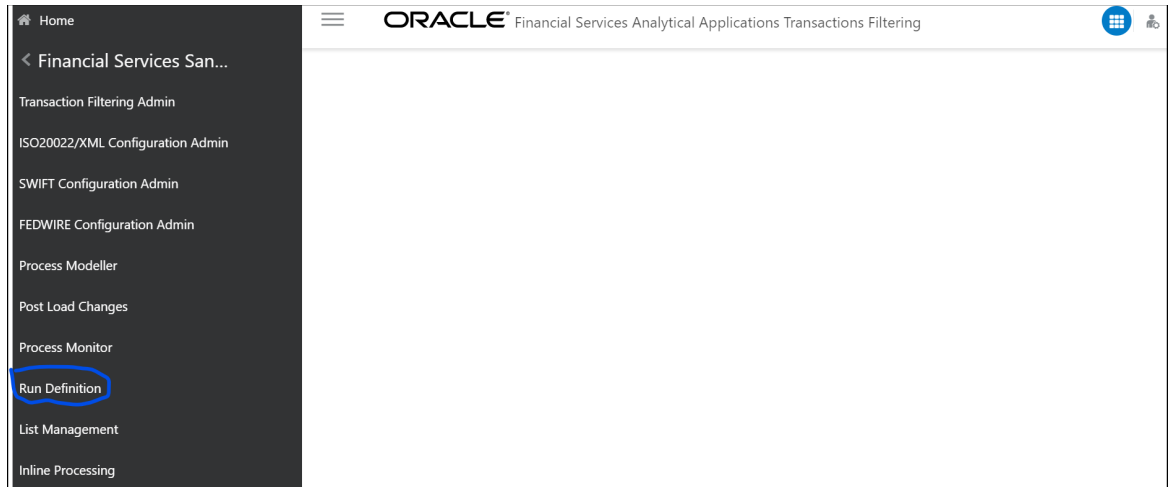 Home
ORACLE® Financial Services Analytical Applications Transactions Filtering
< Financial Services San...
Transaction Filtering Admin
ISO20022/XML Configuration Admin
SWIFT Configuration Admin
FEDWIRE Configuration Admin
Process Modeller
Post Load Changes
Process Monitor
Run Definition
List Management
Inline Processing